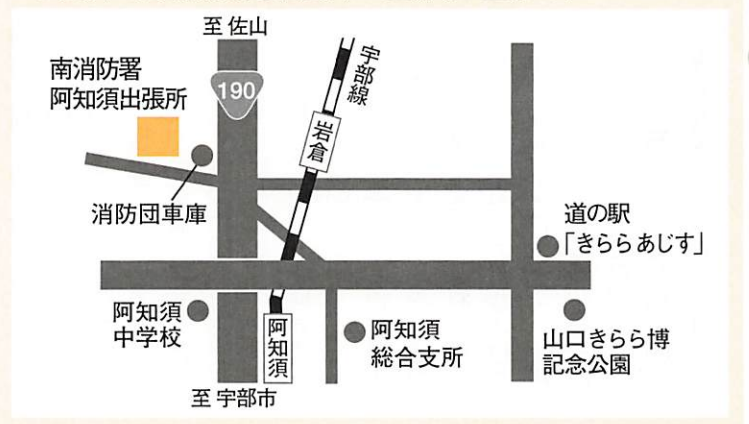 至 佐山
南消防署
阿知須出張所
190
宇部線
岩倉
消防団車庫
道の駅
「きらら あじす」
阿知須
中学校
阿知須
阿知須
総合支所
山口きらら博
記念公園
至 宇部市